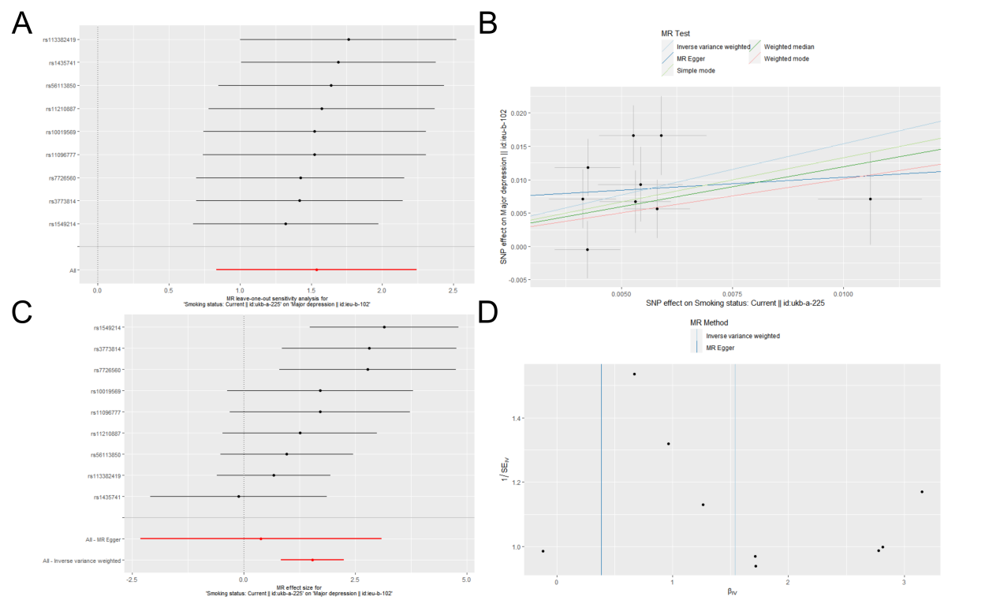 A
rs113382419
rs1435741
rs56113850
rs11210887
rs10019569
rs11096777
rs7726560
rs3773814
rs1549214
All
0.0 0.5 1.0 1.5 2.0 2.5
MR leave-one-out sensitivity analysis for
'Smoking status: Current || id:ukb-a-225' on 'Major depression || id:ieu-b-102'
B
MR Test
Inverse variance weighted Weighted median
MR Egger Weighted mode
Simple mode
SNP effect on Major depression || id:ieu-b-102
0.020
0.015
0.010
0.005
0.000
-0.005
0.0050 0.0075 0.0100
SNP effect on Smoking status: Current || id:ukb-a-225
C
rs1549214
rs3773814
rs7726560
rs10019569
rs11096777
rs11210887
rs56113850
rs113382419
rs1435741
All - MR Egger
All - Inverse variance weighted
-2.5 0.0 2.5 5.0
MR effect size for
'Smoking status: Current || id:ukb-a-225' on 'Major depression || id:ieu-b-102'
D
MR Method
Inverse variance weighted
MR Egger
1/ SE_IV
1.4
1.2
1.0
0 1 2 3
β_IV